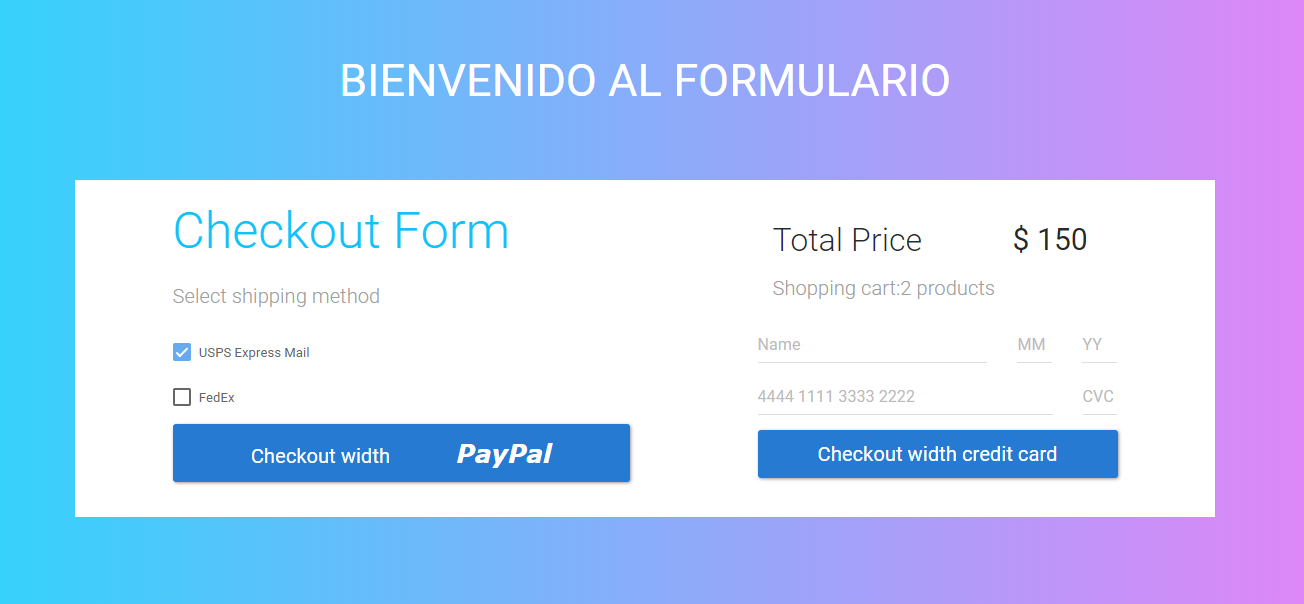 BIENVENIDO AL FORMULARIO
Checkout Form
Select shipping method
USPS Express Mail
FedEx
Checkout width PayPal
Total Price $ 150
Shopping cart:2 products
Name MM YY
4444 1111 3333 2222 CVC
Checkout width credit card